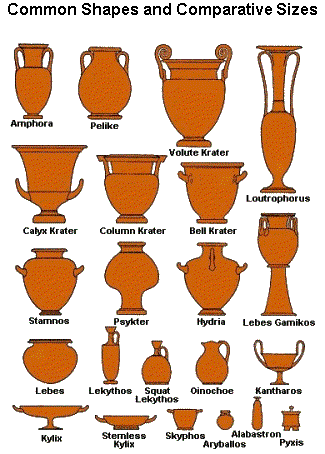 Common Shapes and Comparative Sizes
Amphora
Pelike
Volute Krater
Loutrophorus
Calyx Krater
Column Krater
Bell Krater
Stamnos
Psykter
Hydria
Lebes Gamikos
Lebes
Lekythos
Squat
Lekythos
Oinochoe
Kantharos
Kylix
Stemless
Kylix
Skyphos
Aryballos
Alabastron
Pyxis